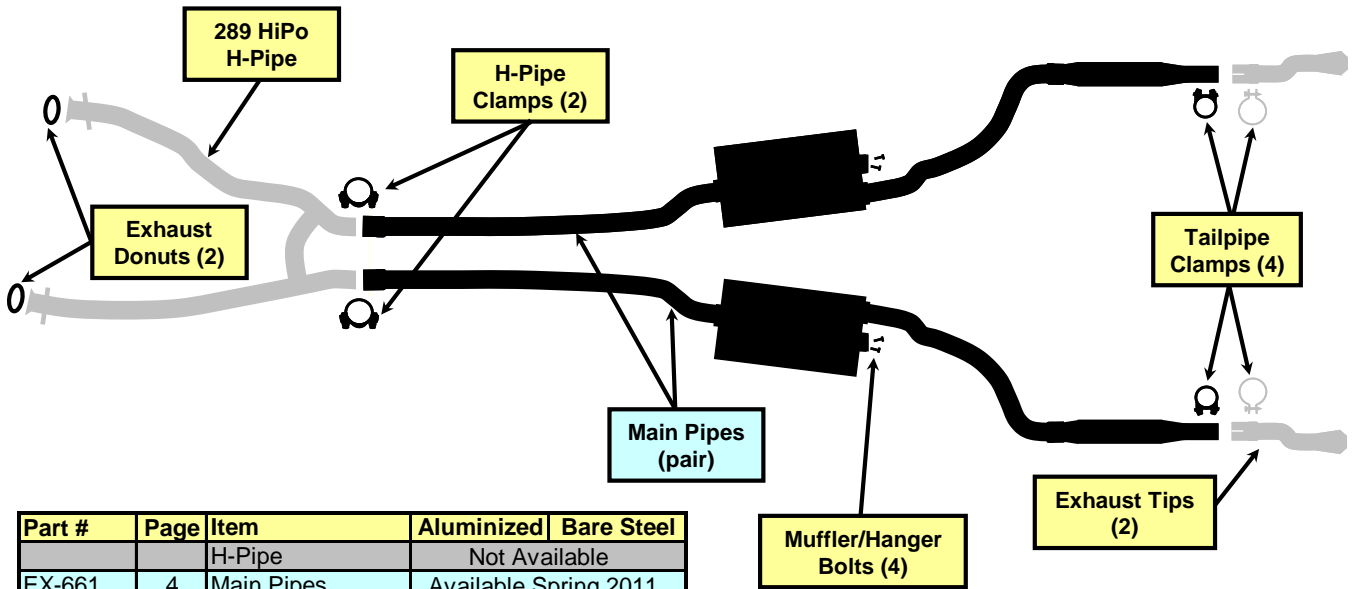 289 HiPo
H-Pipe
H-Pipe
Clamps (2)
Exhaust
Donuts (2)
Tailpipe
Clamps (4)
Main Pipes
(pair)
Exhaust Tips
(2)
Muffler/Hanger
Bolts (4)
Part # Page Item Aluminized Bare Steel
H-Pipe Not Available
EX-661 4 Main Pipes Available Spring 2011